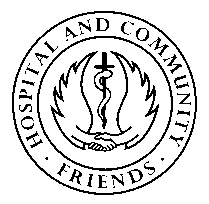 · HOSPITAL AND COMMUNITY ·
FRIENDS